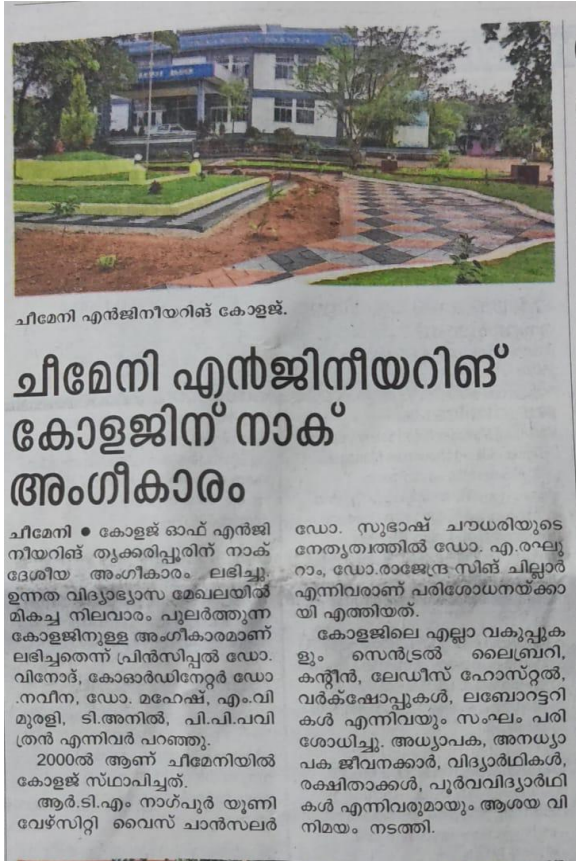 ചീമേനി എൻജിനീയറിങ് കോളജ്.
ചീമേനി എൻജിനീയറിങ്
കോളജിന് നാക്
അംഗീകാരം
ചീമേനി ● കോളജ് ഓഫ് എൻജി
നീയറിങ് തൃക്കരിപ്പൂരിന് നാക്
ദേശീയ അംഗീകാരം ലഭിച്ചു.
ഉന്നത വിദ്യാഭ്യാസ മേഖലയിൽ
മികച്ച നിലവാരം പുലർത്തുന്ന
കോളജിനുള്ള അംഗീകാരമാണ്
ലഭിച്ചതെന്ന് പ്രിൻസിപ്പൽ ഡോ.
വിനോദ്, കോഓർഡിനേറ്റർ ഡോ
.നവീന, ഡോ. മഹേഷ്, എം.വി
മുരളി, ടി.അനിൽ, പി.പി.പവി
ത്രൻ എന്നിവർ പറഞ്ഞു.
2000ൽ ആണ് ചീമേനിയിൽ
കോളജ് സ്ഥാപിച്ചത്.
ആർ.ടി.എം നാഗ്പുർ യൂണി
വേഴ്സിറ്റി വൈസ് ചാൻസലർ
ഡോ. സുഭാഷ് ചൗധരിയുടെ
നേതൃത്വത്തിൽ ഡോ. എ.രഘു
റാം, ഡോ.രാജേന്ദ്ര സിങ് ചില്ലാർ
എന്നിവരാണ് പരിശോധനയ്ക്കാ
യി എത്തിയത്.
കോളജിലെ എല്ലാ വകുപ്പുക
ളും സെൻട്രൽ ലൈബ്രറി,
കന്റീൻ, ലേഡീസ് ഹോസ്റ്റൽ,
വർക്‌ഷോപ്പുകൾ, ലബോറട്ടറി
കൾ എന്നിവയും സംഘം പരി
ശോധിച്ചു. അധ്യാപക, അനധ്യാ
പക ജീവനക്കാർ, വിദ്യാർഥികൾ,
രക്ഷിതാക്കൾ, പൂർവവിദ്യാർഥി
കൾ എന്നിവരുമായും ആശയ വി
നിമയം നടത്തി.